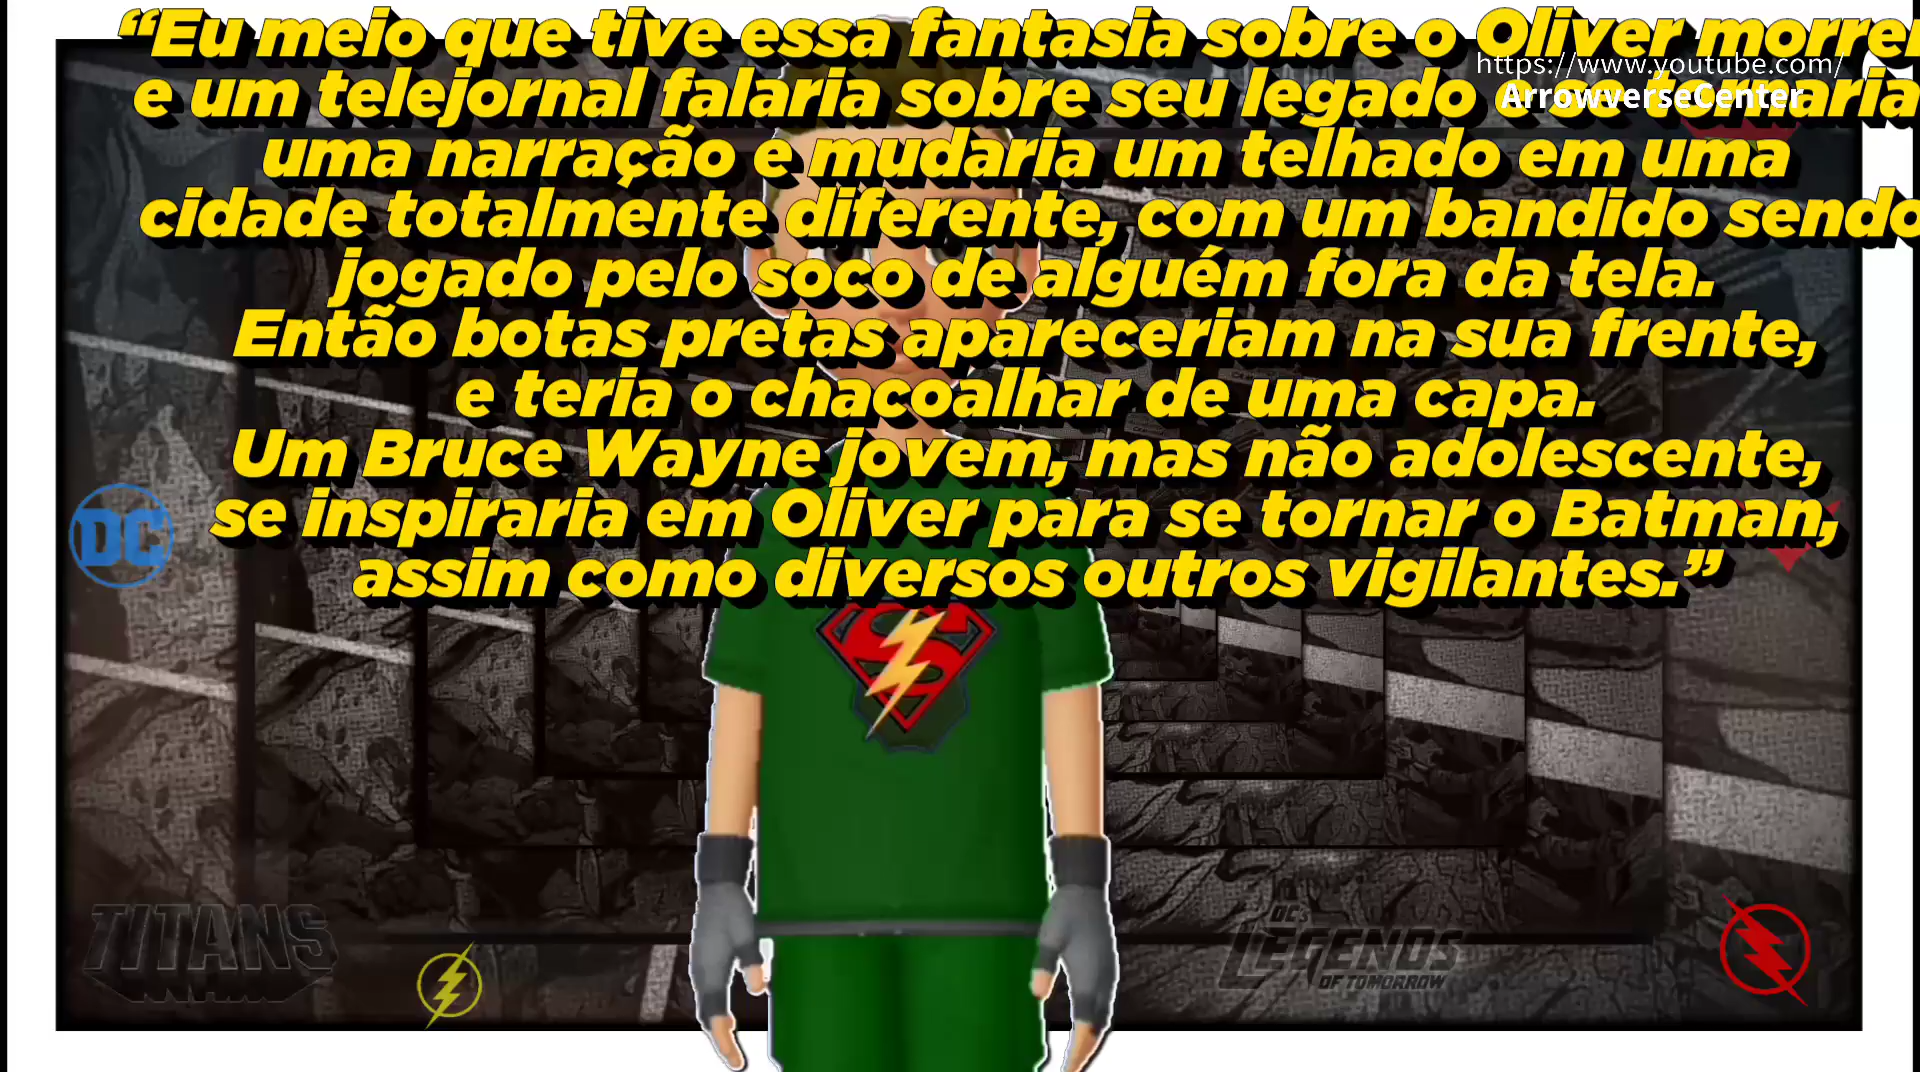 “Eu meio que tive essa fantasia sobre o Oliver morrer
https://www.youtube.com/
e um telejornal falaria sobre seu legado e se tornaria
ArrowverseCenter
uma narração e mudaria um telhado em uma
cidade totalmente diferente, com um bandido sendo
jogado pelo soco de alguém fora da tela.
Então botas pretas apareceriam na sua frente,
e teria o chacoalhar de uma capa.
Um Bruce Wayne jovem, mas não adolescente,
se inspiraria em Oliver para se tornar o Batman,
assim como diversos outros vigilantes.”
DC
S
TITANS
DC's
LEGENDS
OF TOMORROW